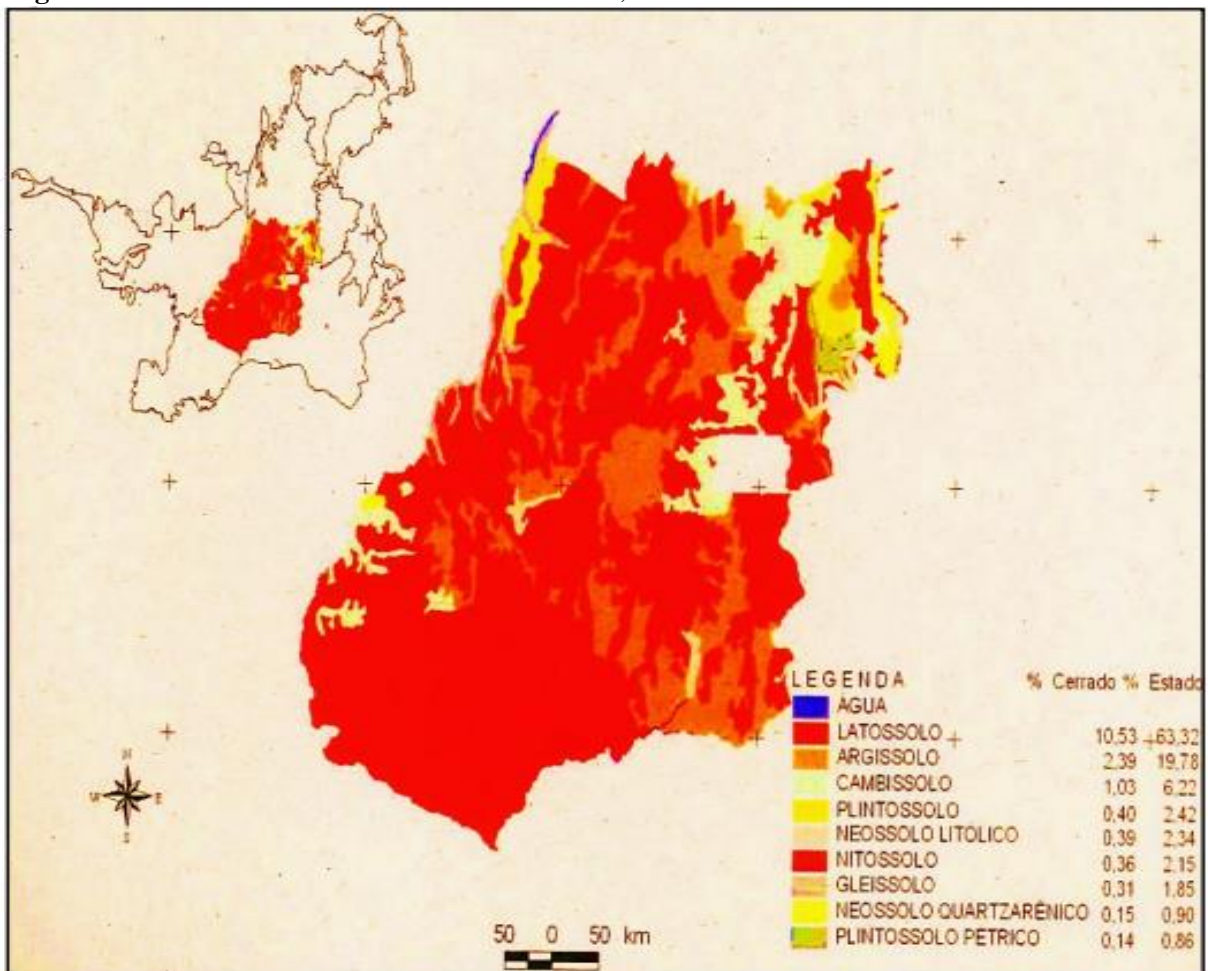 N
W E
S
50 0 50 km
LEGENDA % Cerrado % Estado
ÁGUA
LATOSSOLO 10,53 63,32
ARGISSOLO 2,39 19,78
CAMBISSOLO 1,03 6,22
PLINTOSSOLO 0,40 2,42
NEOSSOLO LITOLICO 0,39 2,34
NITOSSOLO 0,36 2,15
GLEISSOLO 0,31 1,85
NEOSSOLO QUARTZARÊNICO 0,15 0,90
PLINTOSSOLO PETRICO 0,14 0,86